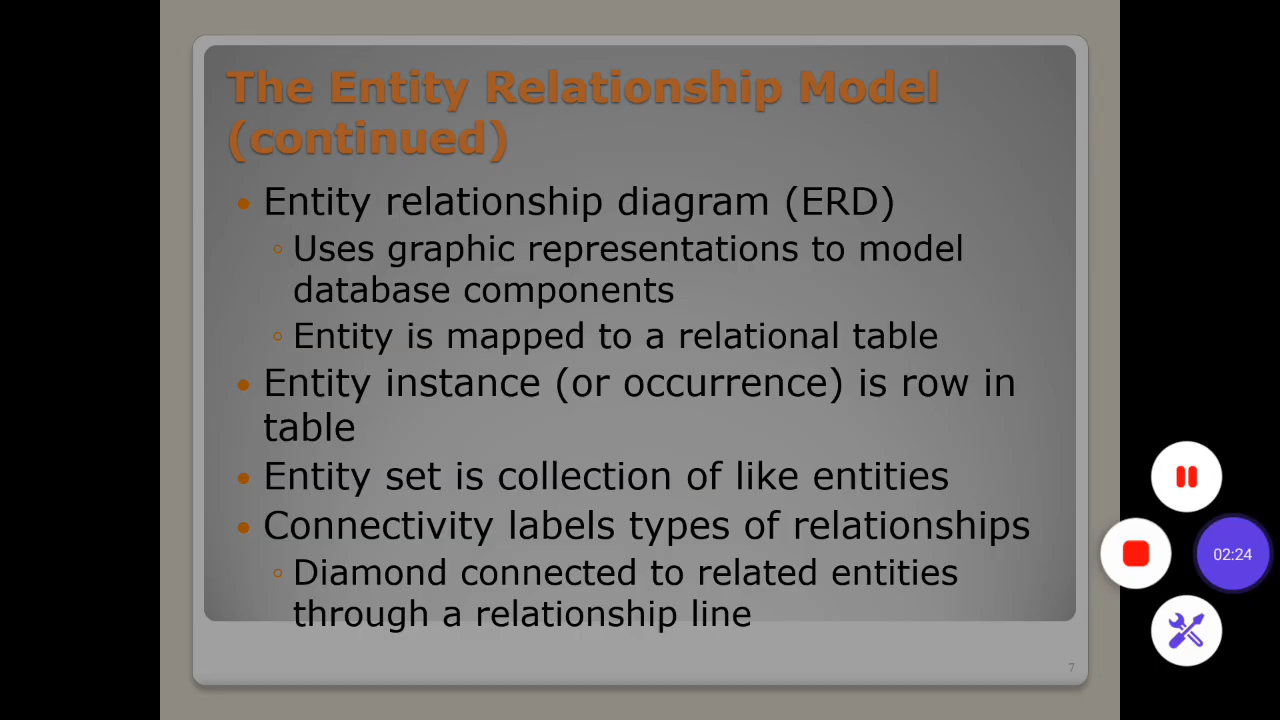 The Entity Relationship Model
(continued)
• Entity relationship diagram (ERD)
◦ Uses graphic representations to model
database components
◦ Entity is mapped to a relational table
• Entity instance (or occurrence) is row in
table
• Entity set is collection of like entities
• Connectivity labels types of relationships
◦ Diamond connected to related entities
through a relationship line
7
02:24